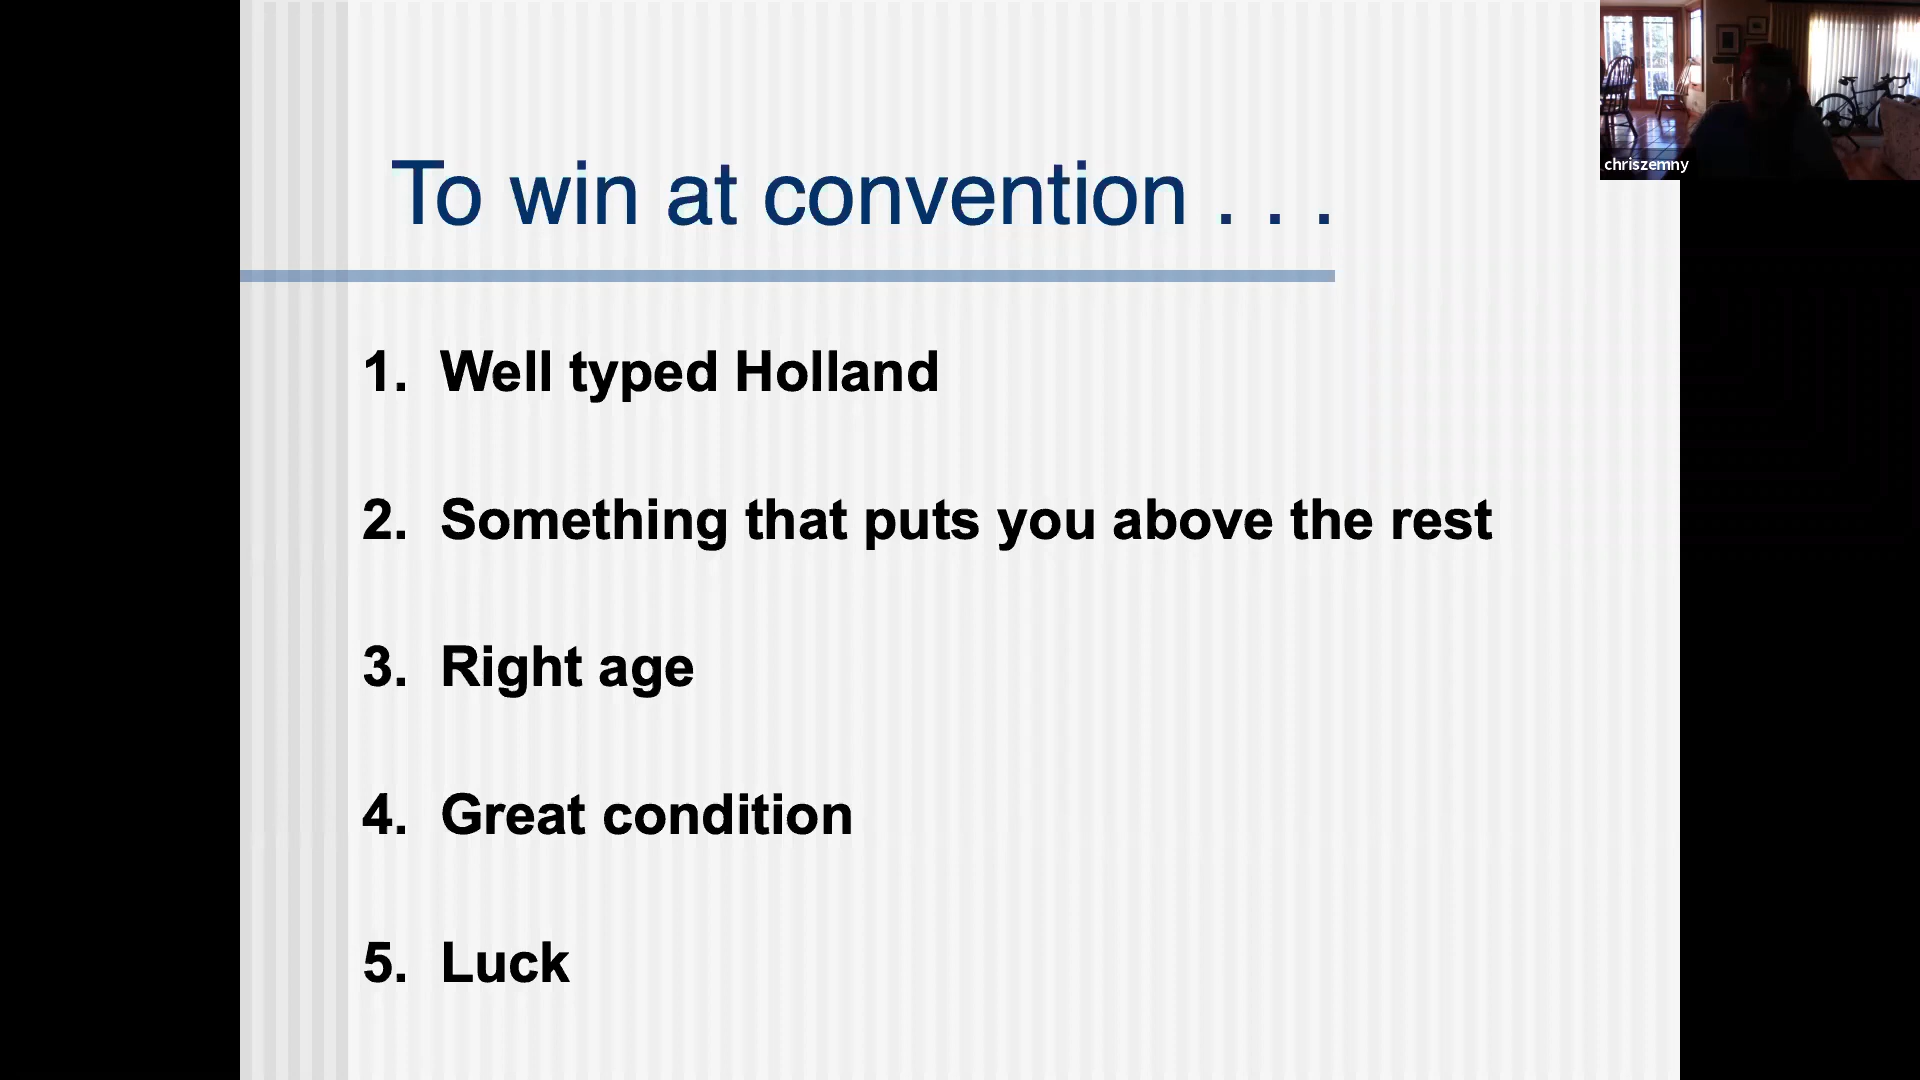 To win at convention . . .
chriszemny
1. Well typed Holland
2. Something that puts you above the rest
3. Right age
4. Great condition
5. Luck